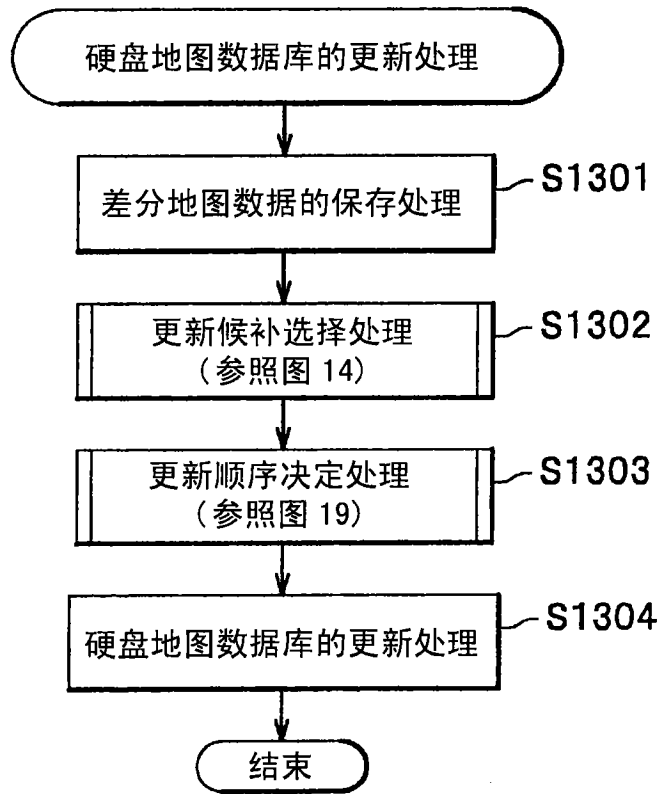 硬盘地图数据库的更新处理
差分地图数据的保存处理
S1301
更新候补选择处理
(参照图 14)
S1302
更新顺序决定处理
(参照图 19)
S1303
硬盘地图数据库的更新处理
S1304
结束